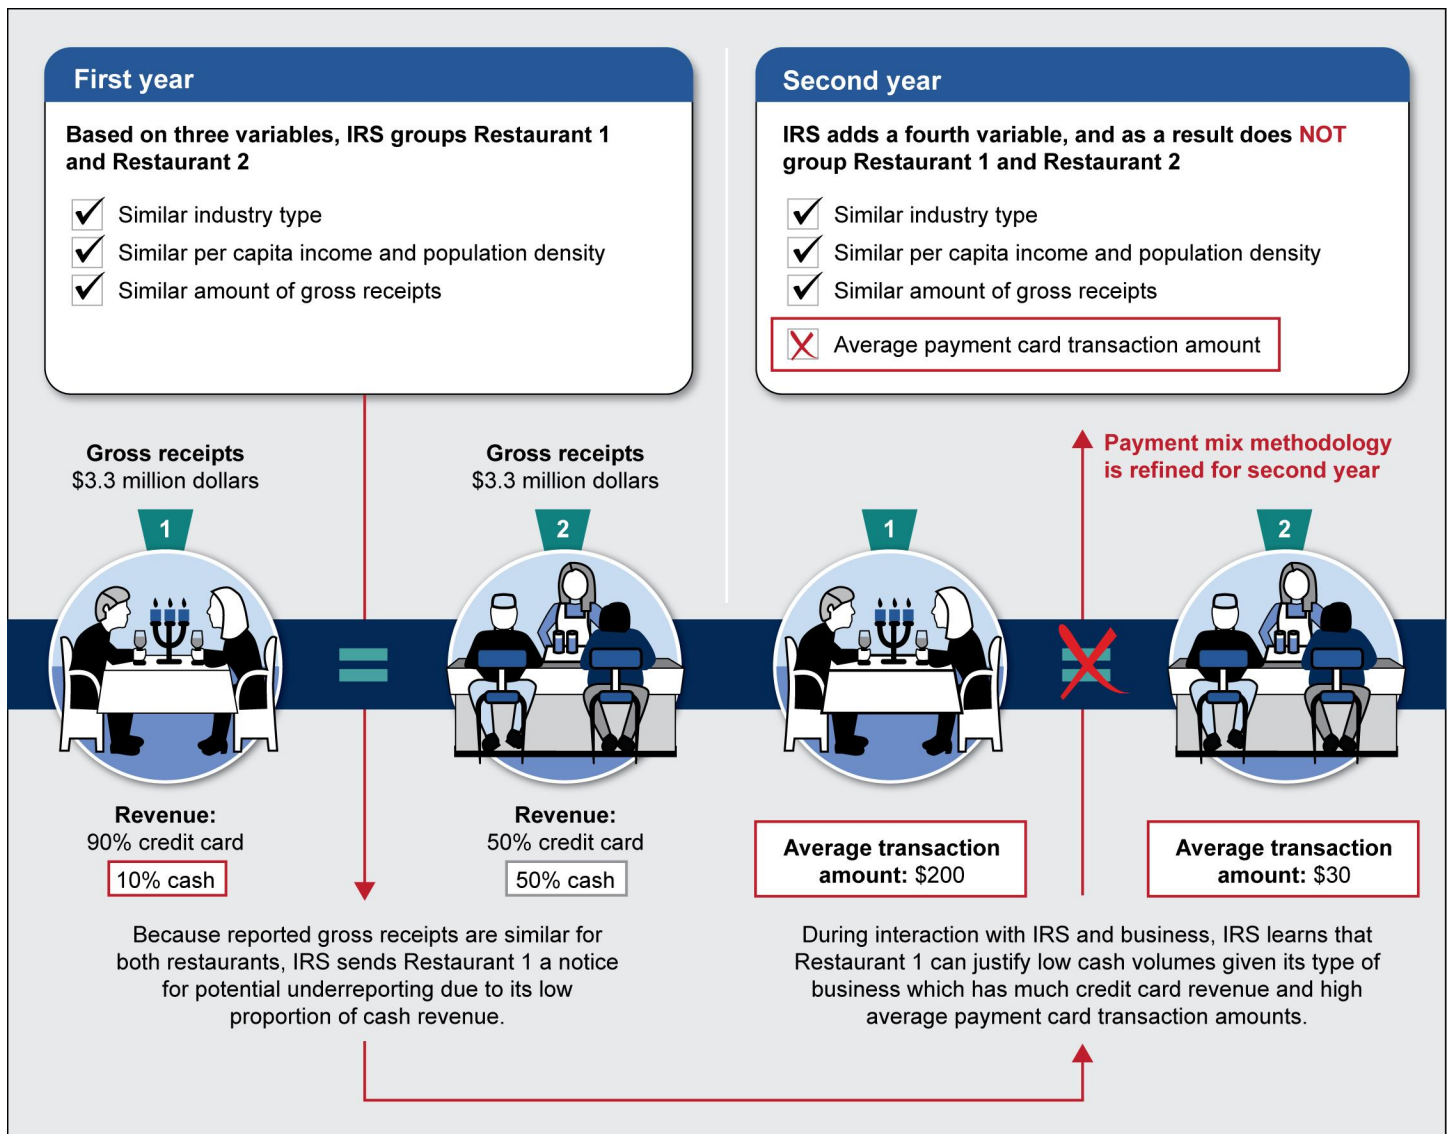 First year
Based on three variables, IRS groups Restaurant 1
and Restaurant 2
Similar industry type
Similar per capita income and population density
Similar amount of gross receipts
Gross receipts
$3.3 million dollars
Gross receipts
$3.3 million dollars
1
2
Revenue:
90% credit card
10% cash
Revenue:
50% credit card
50% cash
Because reported gross receipts are similar for
both restaurants, IRS sends Restaurant 1 a notice
for potential underreporting due to its low
proportion of cash revenue.
Second year
IRS adds a fourth variable, and as a result does NOT
group Restaurant 1 and Restaurant 2
Similar industry type
Similar per capita income and population density
Similar amount of gross receipts
Average payment card transaction amount
Payment mix methodology
is refined for second year
1
2
Average transaction
amount: $200
Average transaction
amount: $30
During interaction with IRS and business, IRS learns that
Restaurant 1 can justify low cash volumes given its type of
business which has much credit card revenue and high
average payment card transaction amounts.